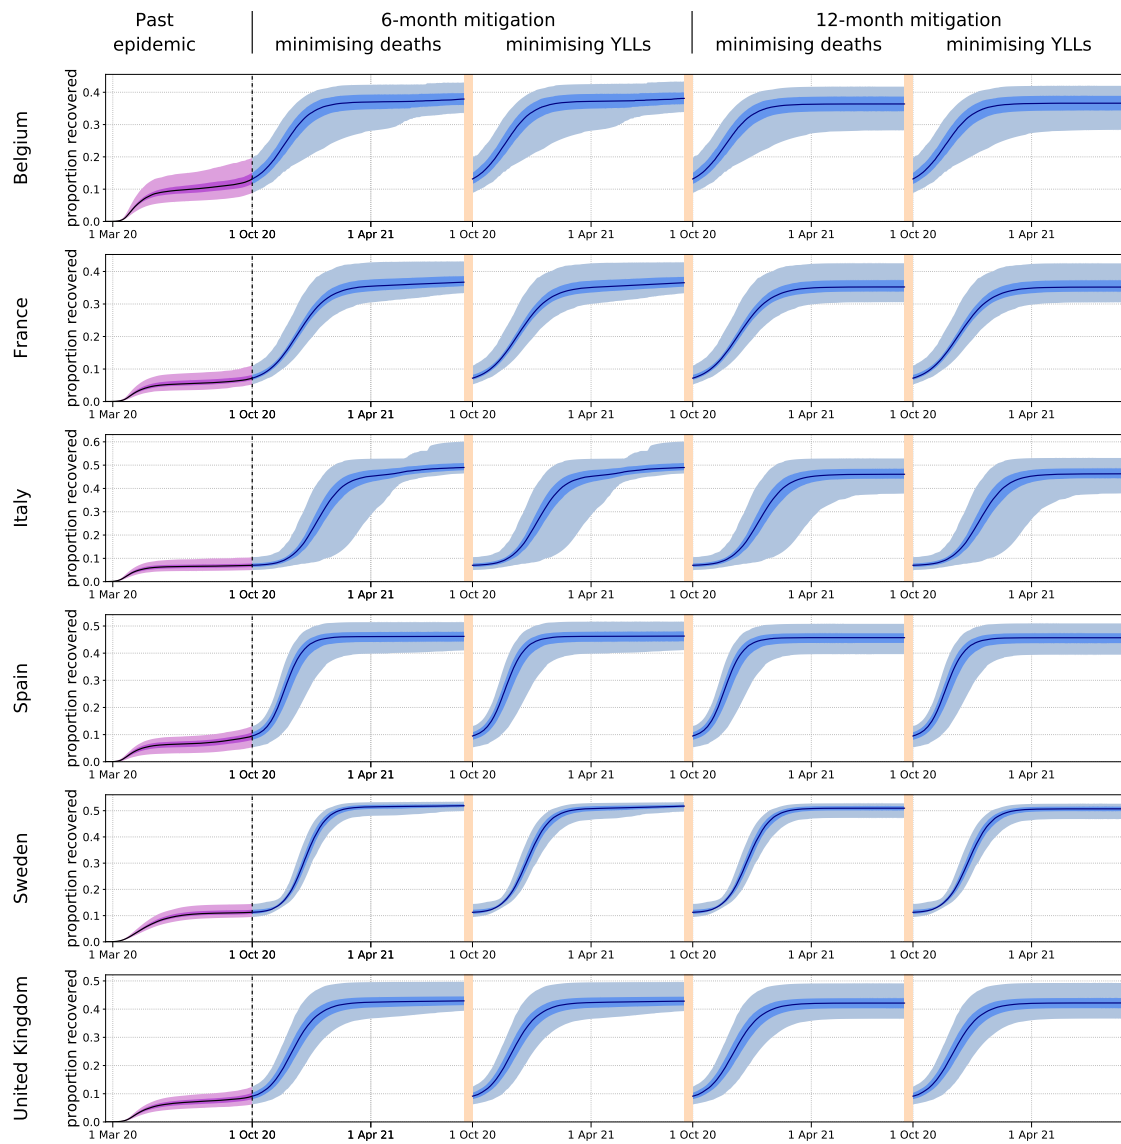 Past 6-month mitigation 12-month mitigation
epidemic minimising deaths minimising YLLs minimising deaths minimising YLLs
Belgium
proportion recovered
0.4
0.3
0.2
0.1
0.0
1 Mar 20 1 Oct 20 1 Apr 21 1 Oct 20 1 Apr 21 1 Oct 20 1 Apr 21 1 Oct 20 1 Apr 21
France
proportion recovered
0.4
0.3
0.2
0.1
0.0
1 Mar 20 1 Oct 20 1 Apr 21 1 Oct 20 1 Apr 21 1 Oct 20 1 Apr 21 1 Oct 20 1 Apr 21
Italy
proportion recovered
0.6
0.5
0.4
0.3
0.2
0.1
0.0
1 Mar 20 1 Oct 20 1 Apr 21 1 Oct 20 1 Apr 21 1 Oct 20 1 Apr 21 1 Oct 20 1 Apr 21
Spain
proportion recovered
0.5
0.4
0.3
0.2
0.1
0.0
1 Mar 20 1 Oct 20 1 Apr 21 1 Oct 20 1 Apr 21 1 Oct 20 1 Apr 21 1 Oct 20 1 Apr 21
Sweden
proportion recovered
0.5
0.4
0.3
0.2
0.1
0.0
1 Mar 20 1 Oct 20 1 Apr 21 1 Oct 20 1 Apr 21 1 Oct 20 1 Apr 21 1 Oct 20 1 Apr 21
United Kingdom
proportion recovered
0.5
0.4
0.3
0.2
0.1
0.0
1 Mar 20 1 Oct 20 1 Apr 21 1 Oct 20 1 Apr 21 1 Oct 20 1 Apr 21 1 Oct 20 1 Apr 21